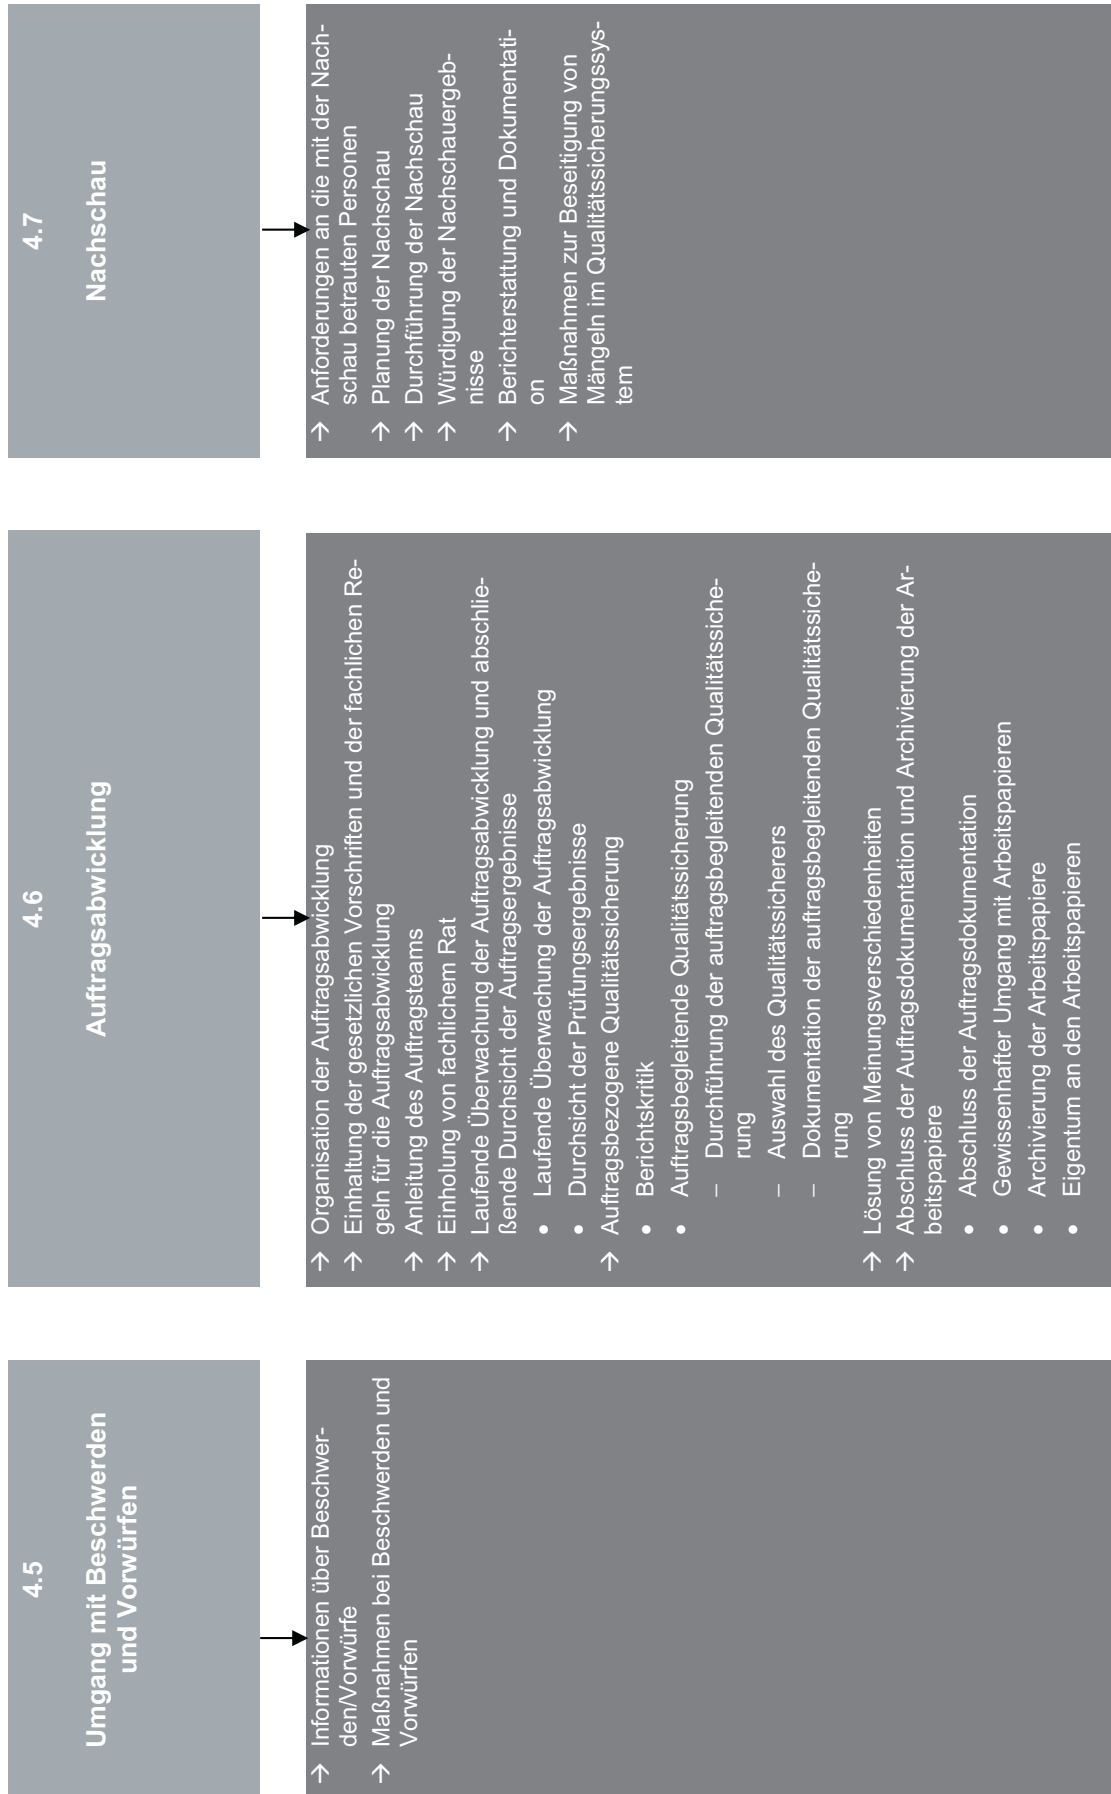 4.5
Umgang mit Beschwerden
und Vorwürfen
→ Informationen über Beschwer-
den/Vorwürfe
→ Maßnahmen bei Beschwerden und
Vorwürfen
4.6
Auftragsabwicklung
→ Organisation der Auftragsabwicklung
→ Einhaltung der gesetzlichen Vorschriften und der fachlichen Re-
geln für die Auftragsabwicklung
→ Anleitung des Auftragsteams
→ Einholung von fachlichem Rat
→ Laufende Überwachung der Auftragsabwicklung und abschlie-
ßende Durchsicht der Auftragsergebnisse
• Laufende Überwachung der Auftragsabwicklung
• Durchsicht der Prüfungsergebnisse
→ Auftragsbezogene Qualitätssicherung
• Berichtskritik
• Auftragsbegleitende Qualitätssicherung
– Durchführung der auftragsbegleitenden Qualitätssiche-
rung
– Auswahl des Qualitätssicherers
– Dokumentation der auftragsbegleitenden Qualitätssiche-
rung
→ Lösung von Meinungsverschiedenheiten
→ Abschluss der Auftragsdokumentation und Archivierung der Ar-
beitspapiere
• Abschluss der Auftragsdokumentation
• Gewissenhafter Umgang mit Arbeitspapieren
• Archivierung der Arbeitspapiere
• Eigentum an den Arbeitspapieren
4.7
Nachschau
→ Anforderungen an die mit der Nach-
schau betrauten Personen
→ Planung der Nachschau
→ Durchführung der Nachschau
→ Würdigung der Nachschauergeb-
nisse
→ Berichterstattung und Dokumentati-
on
→ Maßnahmen zur Beseitigung von
Mängeln im Qualitätssicherungssys-
tem